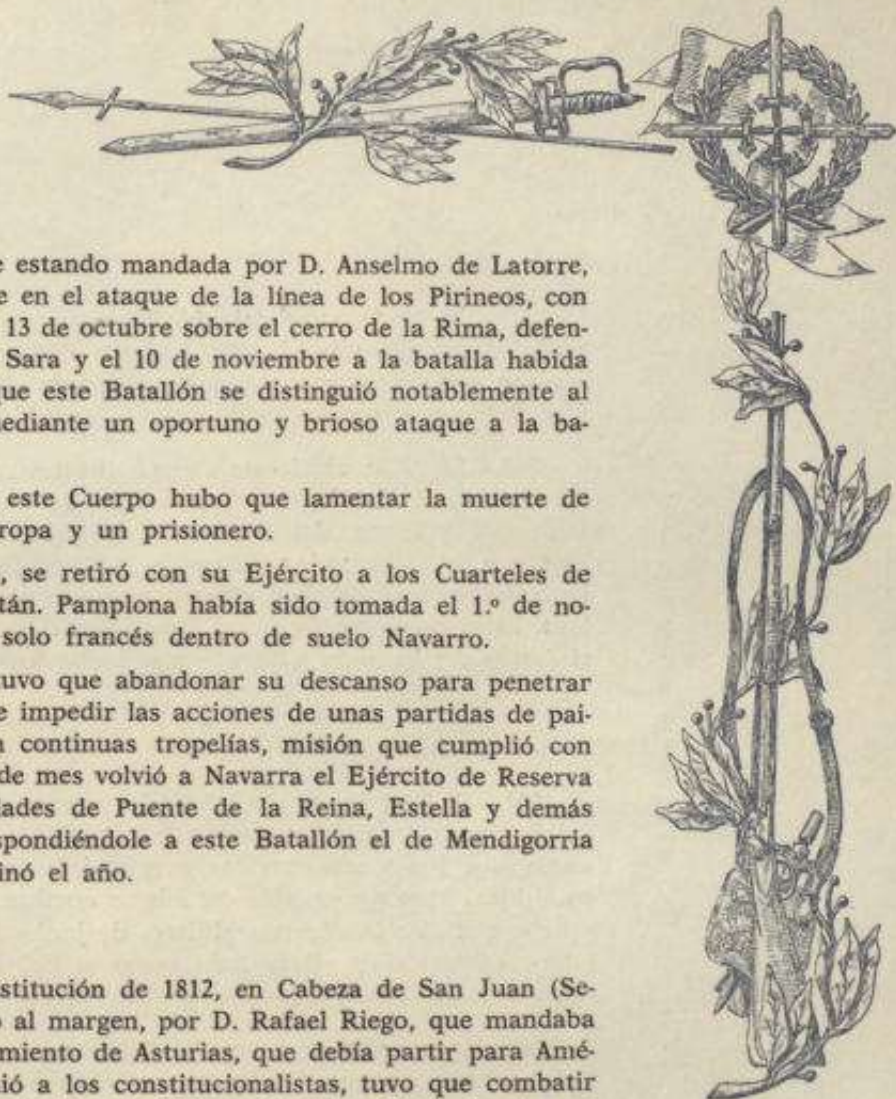 e estando mandada por D. Anselmo de Latorre,
e en el ataque de la línea de los Pirineos, con
13 de octubre sobre el cerro de la Rima, defen-
Sara y el 10 de noviembre a la batalla habida
que este Batallón se distinguió notablemente al
mediante un oportuno y brioso ataque a la ba-
este Cuerpo hubo que lamentar la muerte de
ropa y un prisionero.
, se retiró con su Ejército a los Cuarteles de
tán. Pamplona había sido tomada el 1.º de no-
solo francés dentro de suelo Navarro.
tuvo que abandonar su descanso para penetrar
e impedir las acciones de unas partidas de pai-
n continuas tropelías, misión que cumplió con
de mes volvió a Navarra el Ejército de Reserva
dades de Puente de la Reina, Estella y demás
spondiéndole a este Batallón el de Mendigorria
inó el año.
stitución de 1812, en Cabeza de San Juan (Se-
o al margen, por D. Rafael Riego, que mandaba
miento de Asturias, que debía partir para Amé-
ió a los constitucionalistas, tuvo que combatir